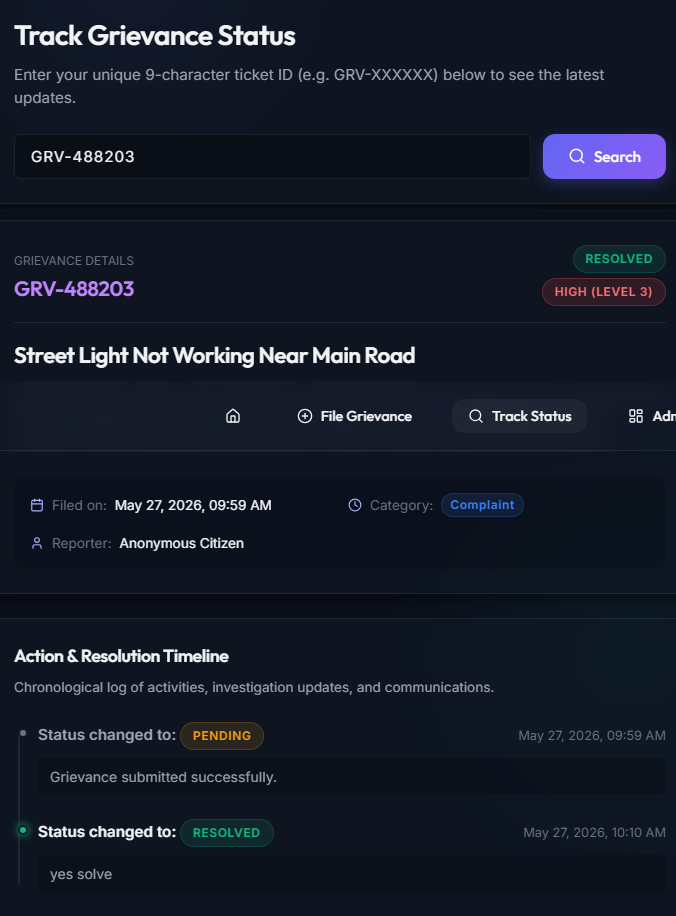 Track Grievance Status
Enter your unique 9-character ticket ID (e.g. GRV-XXXXXX) below to see the latest
updates.
GRV-488203
Search
GRIEVANCE DETAILS
RESOLVED
GRV-488203
HIGH (LEVEL 3)
Street Light Not Working Near Main Road
File Grievance
Track Status
Adm
Filed on: May 27, 2026, 09:59 AM
Category: Complaint
Reporter: Anonymous Citizen
Action & Resolution Timeline
Chronological log of activities, investigation updates, and communications.
Status changed to: PENDING
May 27, 2026, 09:59 AM
Grievance submitted successfully.
Status changed to: RESOLVED
May 27, 2026, 10:10 AM
yes solve